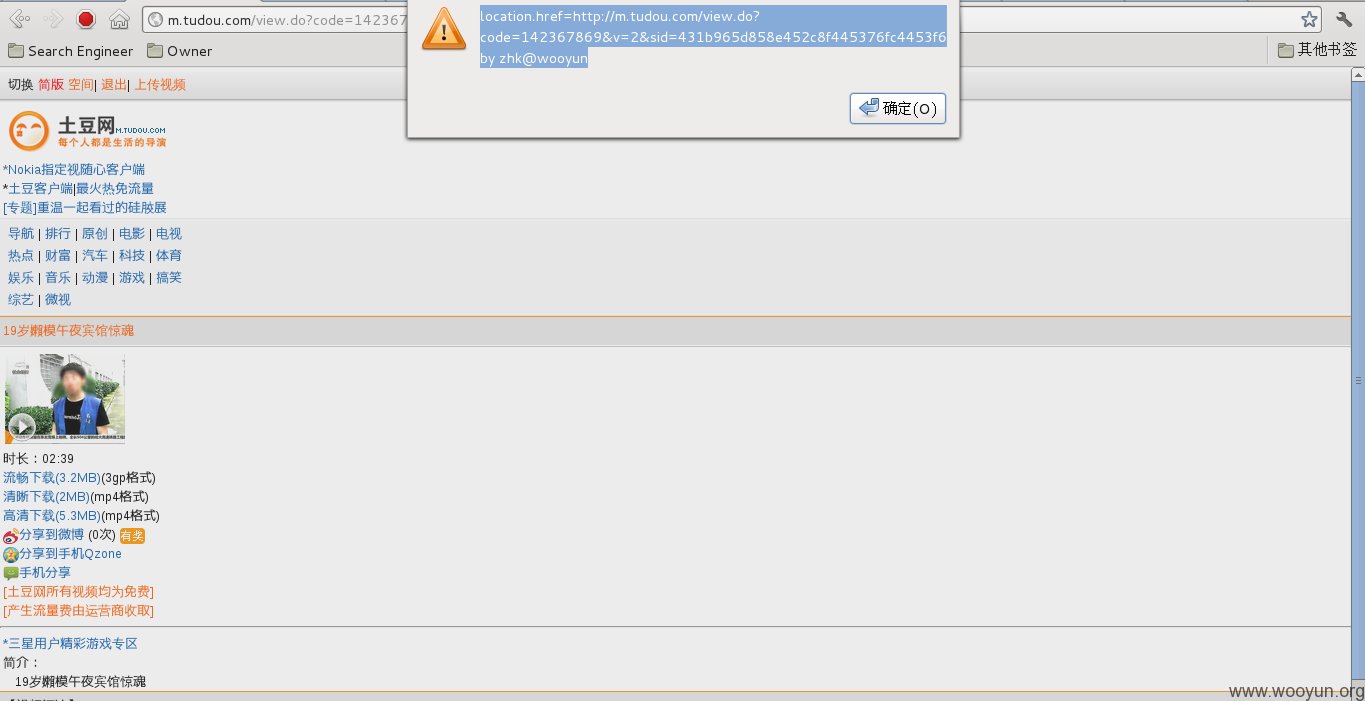 m.tudou.com/view.do?code=142367
location.href=http://m.tudou.com/view.do?
code=142367869&v=2&sid=431b965d858e452c8f445376fc4453f6
by zhk@wooyun
确定(O)
Search Engineer
Owner
其他书签
切换 简版 空间| 退出| 上传视频
土豆网M.TUDOU.COM
每个人都是生活的导演
*Nokia指定视随心客户端
*土豆客户端|最火热免流量
[专题]重温一起看过的硅胶展
导航 | 排行 | 原创 | 电影 | 电视
热点 | 财富 | 汽车 | 科技 | 体育
娱乐 | 音乐 | 动漫 | 游戏 | 搞笑
综艺 | 微视
19岁嫩模午夜宾馆惊魂
时长：02:39
流畅下载(3.2MB)(3gp格式)
清晰下载(2MB)(mp4格式)
高清下载(5.3MB)(mp4格式)
分享到微博 (0次) 有奖
分享到手机Qzone
手机分享
[土豆网所有视频均为免费]
[产生流量费由运营商收取]
*三星用户精彩游戏专区
简介：
19岁嫩模午夜宾馆惊魂
www.wooyun.org